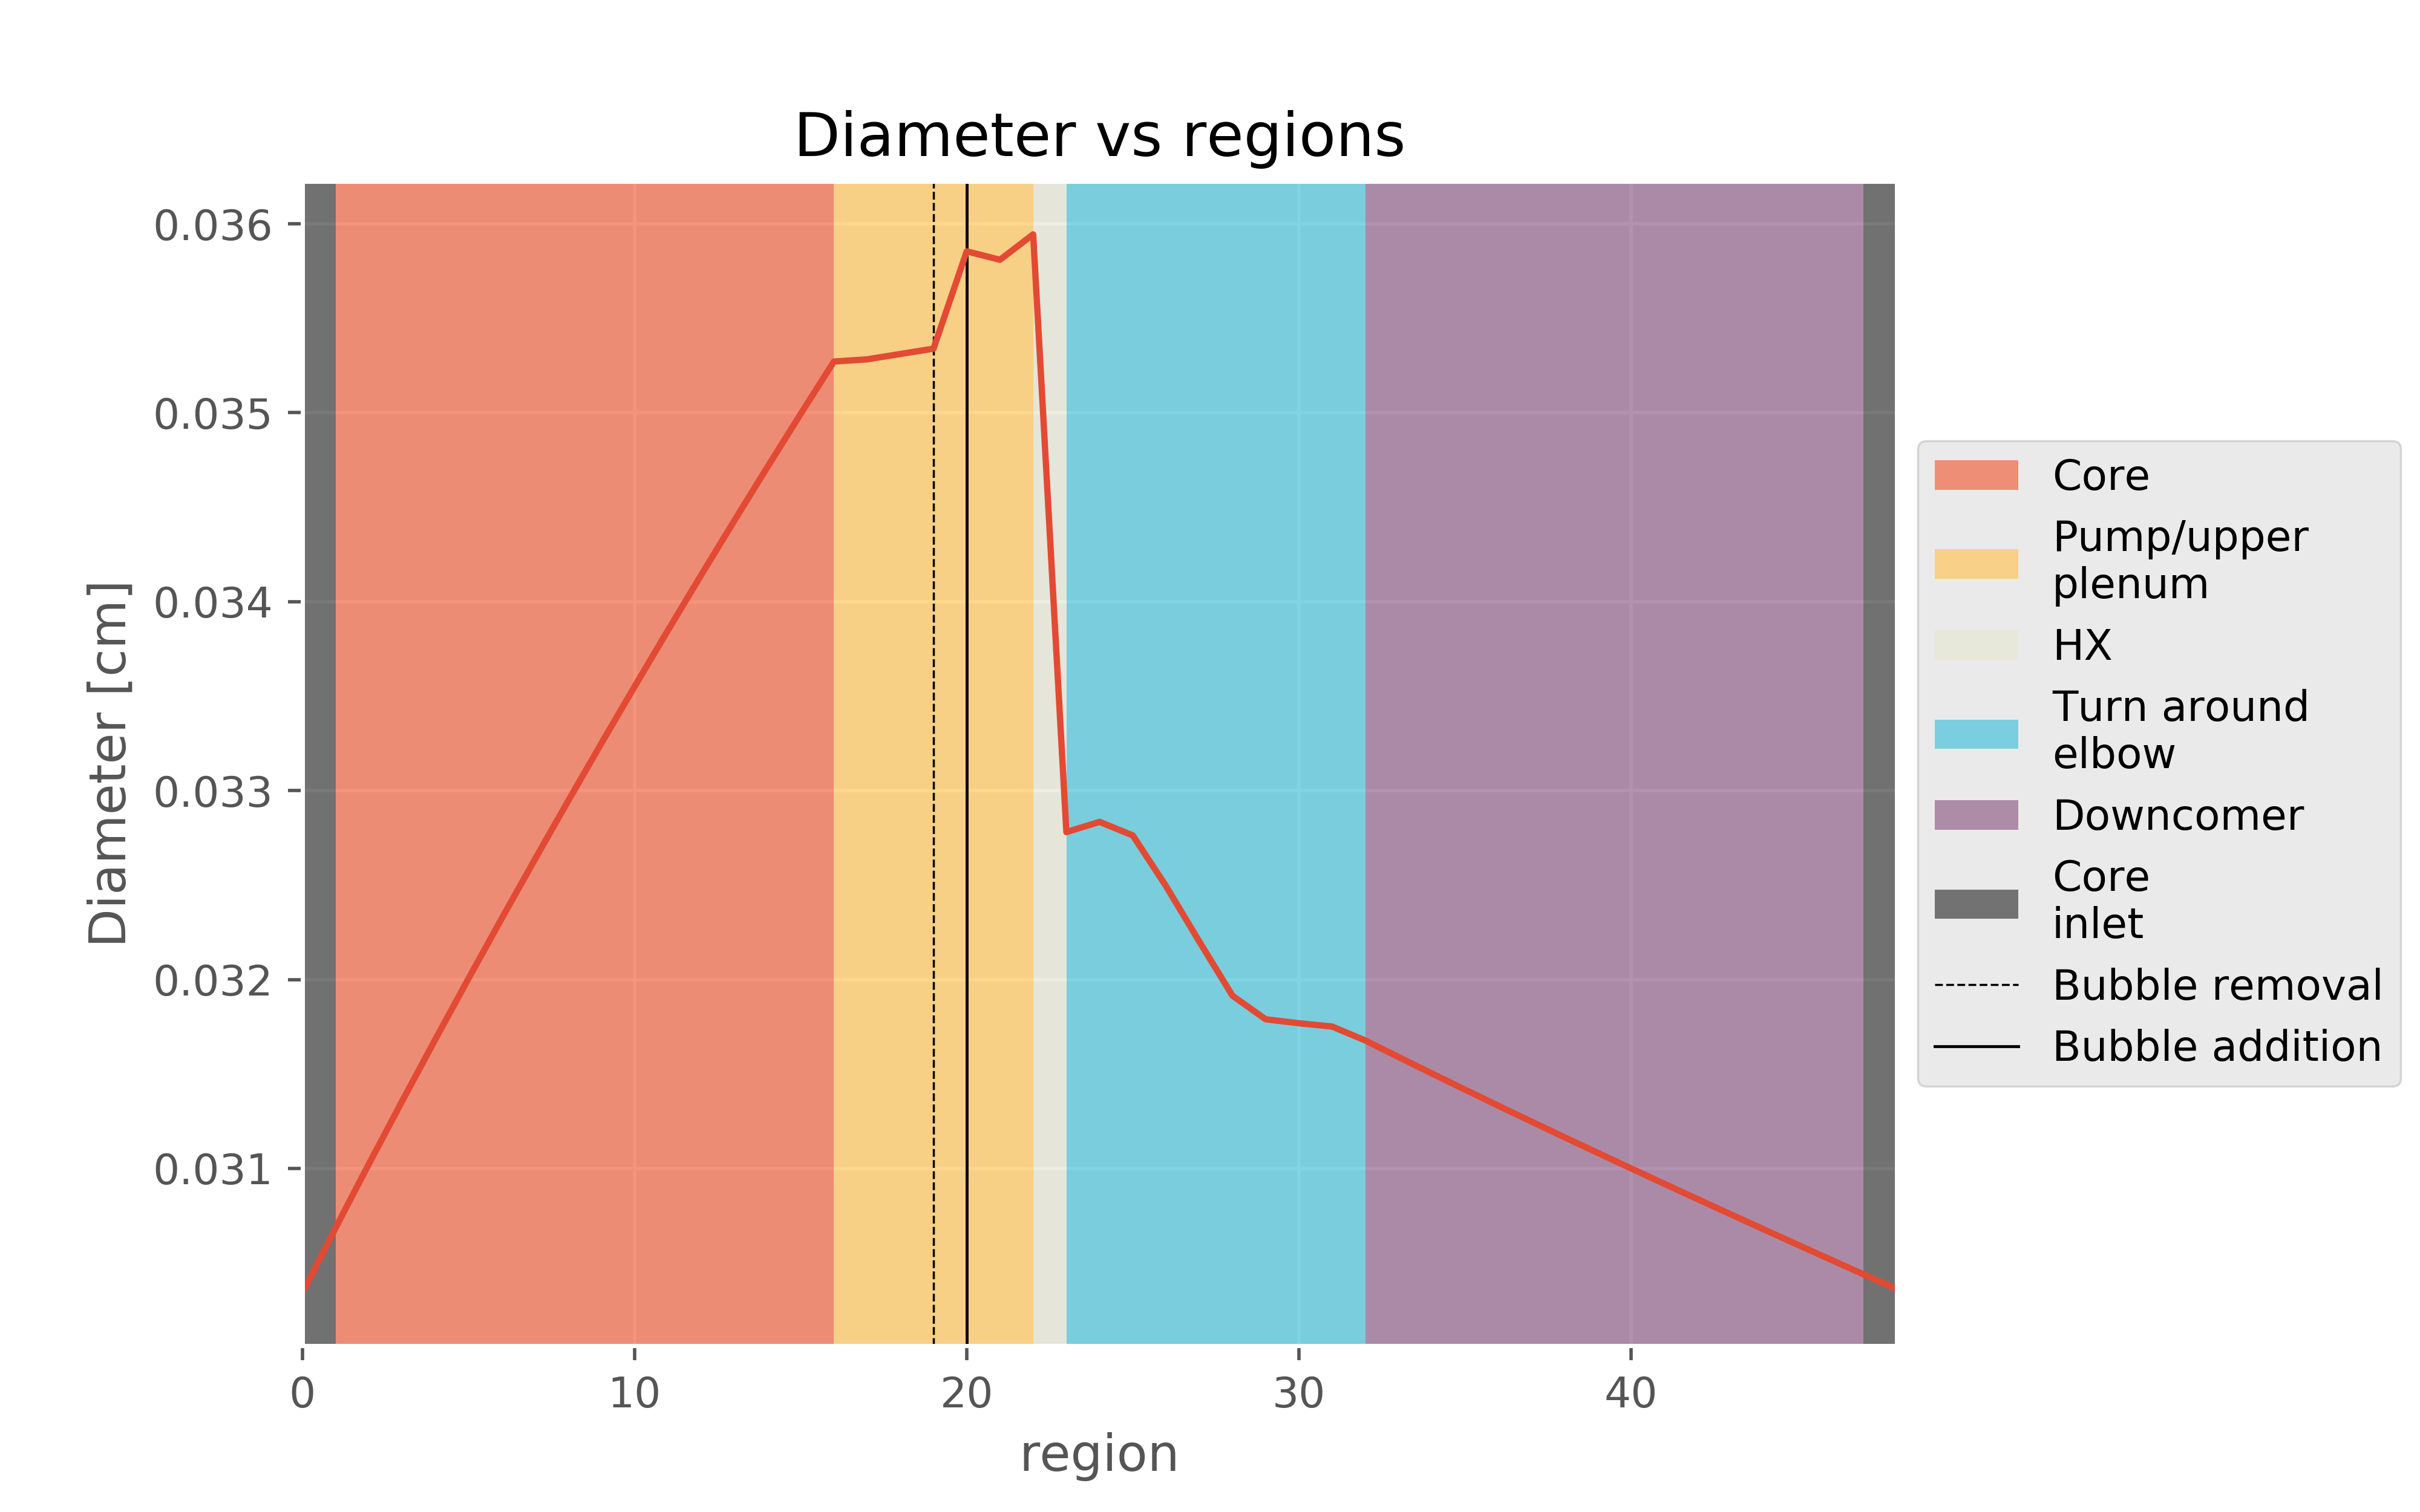 Diameter vs regions
0.036
0.035
0.034
0.033
0.032
0.031
Diameter [cm]
0
10
20
30
40
region
Core
Pump/upper
plenum
HX
Turn around
elbow
Downcomer
Core
inlet
Bubble removal
Bubble addition